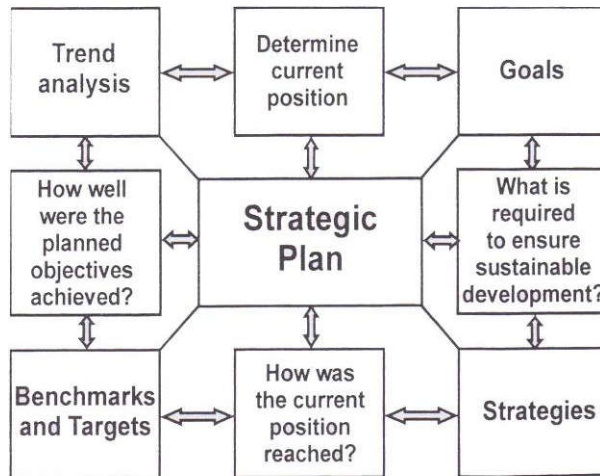 Trend
analysis
Determine
current
position
Goals
How well
were the
planned
objectives
achieved?
Strategic
Plan
What is
required
to ensure
sustainable
development?
Benchmarks
and Targets
How was
the current
position
reached?
Strategies